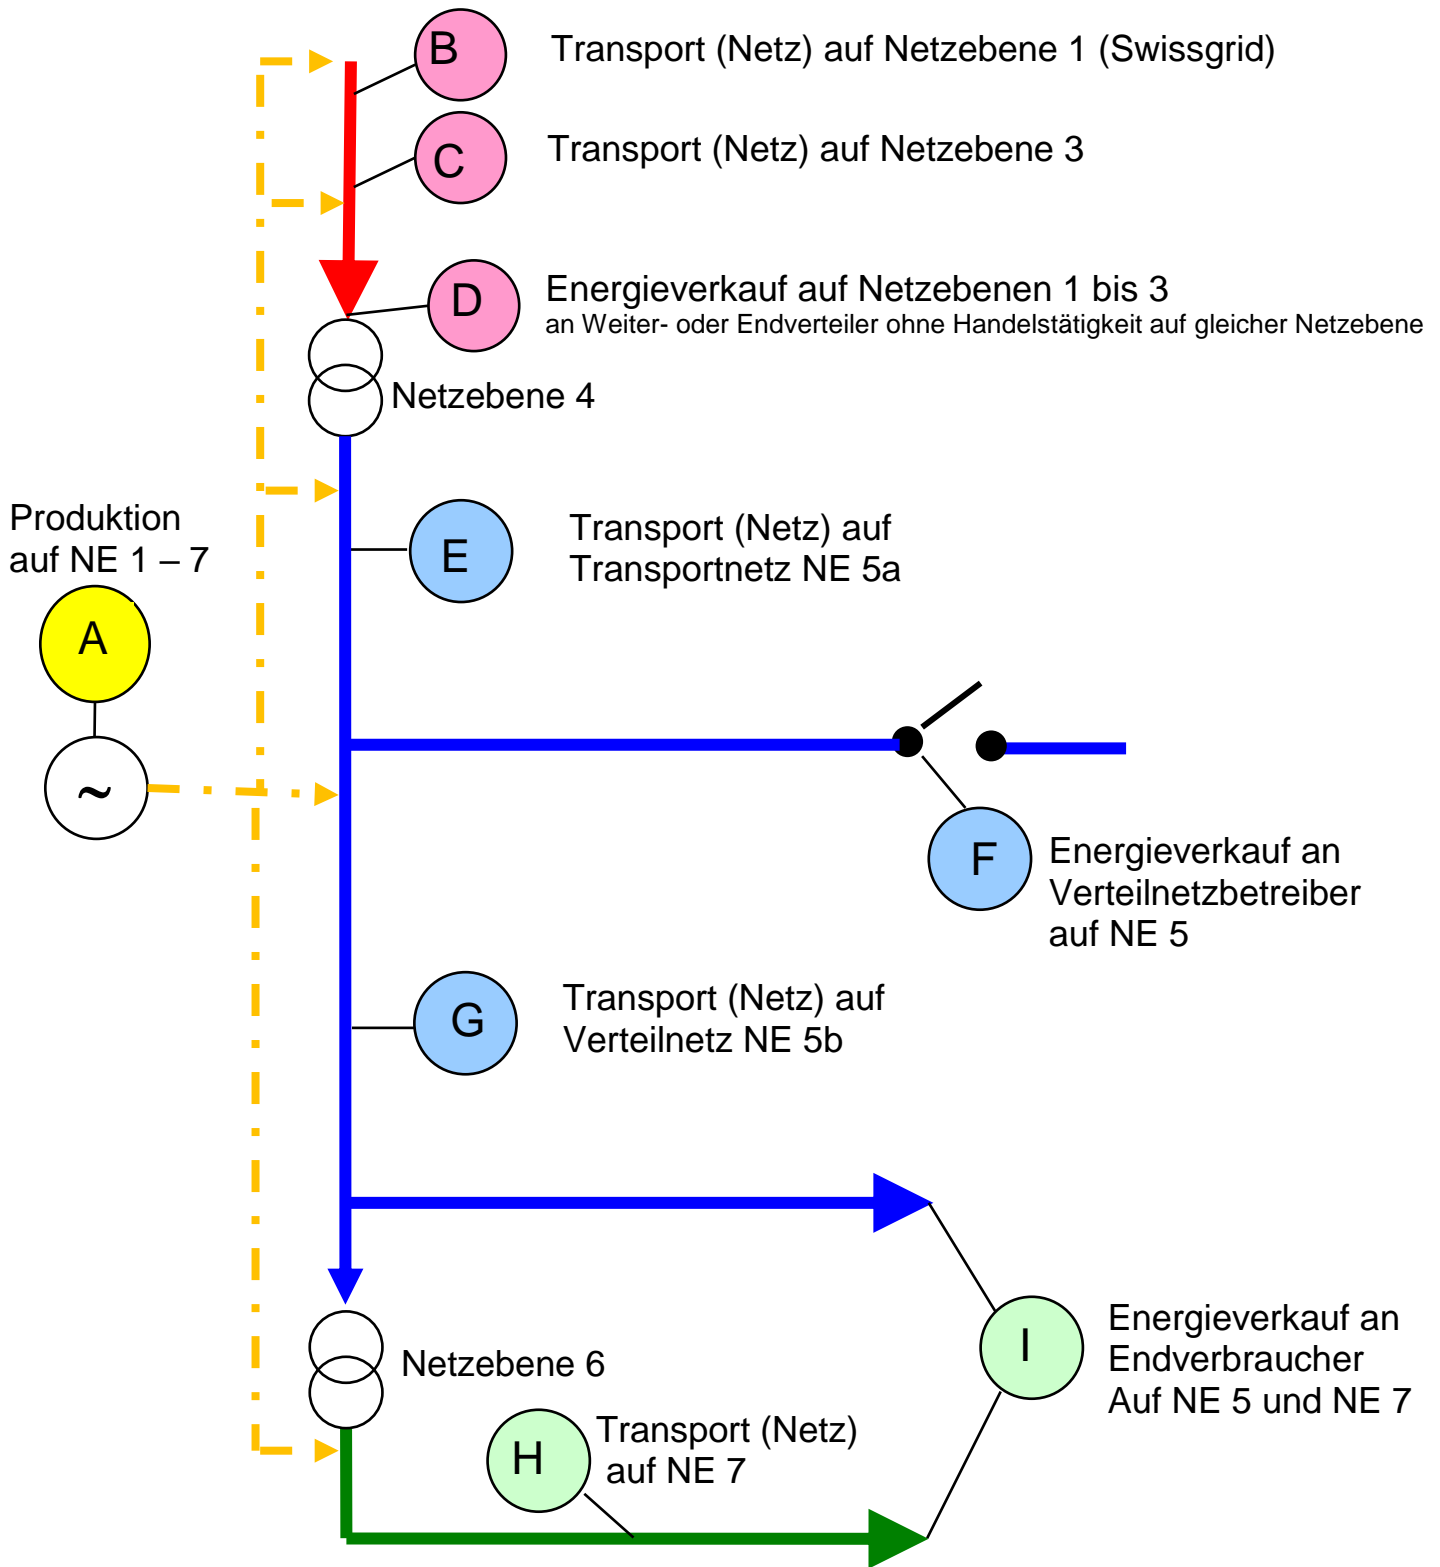 B
Transport (Netz) auf Netzebene 1 (Swissgrid)
C
Transport (Netz) auf Netzebene 3
D
Energieverkauf auf Netzebenen 1 bis 3
an Weiter- oder Endverteiler ohne Handelstätigkeit auf gleicher Netzebene
Netzebene 4
Produktion
auf NE 1 – 7
A
~
E
Transport (Netz) auf
Transportnetz NE 5a
F
Energieverkauf an
Verteilnetzbetreiber
auf NE 5
G
Transport (Netz) auf
Verteilnetz NE 5b
I
Energieverkauf an
Endverbraucher
Auf NE 5 und NE 7
Netzebene 6
H
Transport (Netz)
auf NE 7